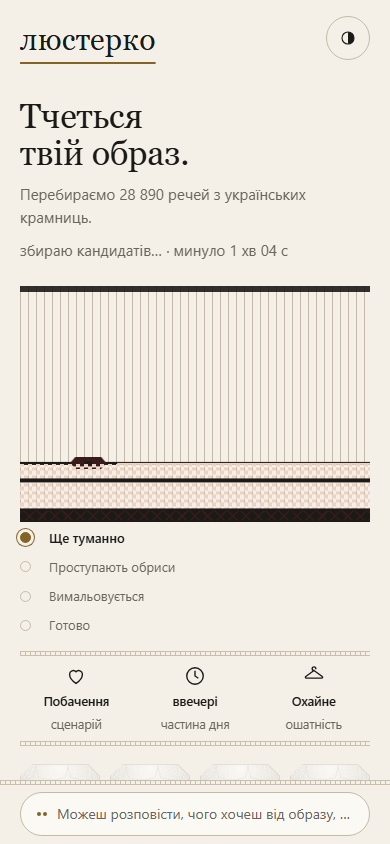 люстерко
Тчеться
твій образ.
Перебираємо 28 890 речей з українських
крамниць.
збираю кандидатів... · минуло 1 хв 04 с
Ще туманно
Проступають обриси
Вимальовується
Готово
Побачення
сценарій
ввечері
частина дня
Охайне
ошатність
Можеш розповісти, чого хочеш від образу, ...